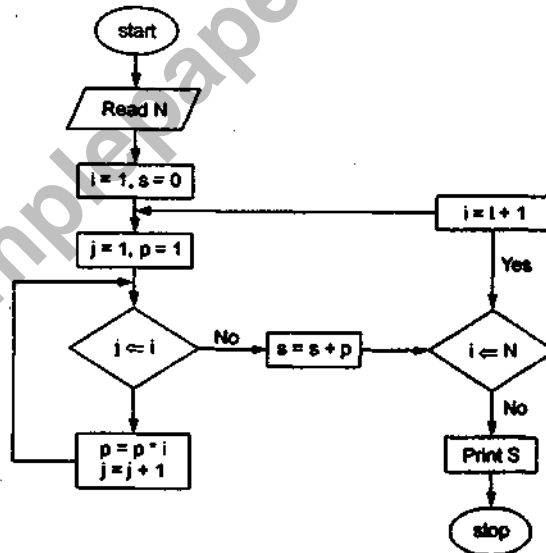 start
Read N
i = 1, s = 0
i = i + 1
j = 1, p = 1
Yes
j <= i
No
s = s + p
i <= N
No
p = p * i
j = j + 1
Print S
stop